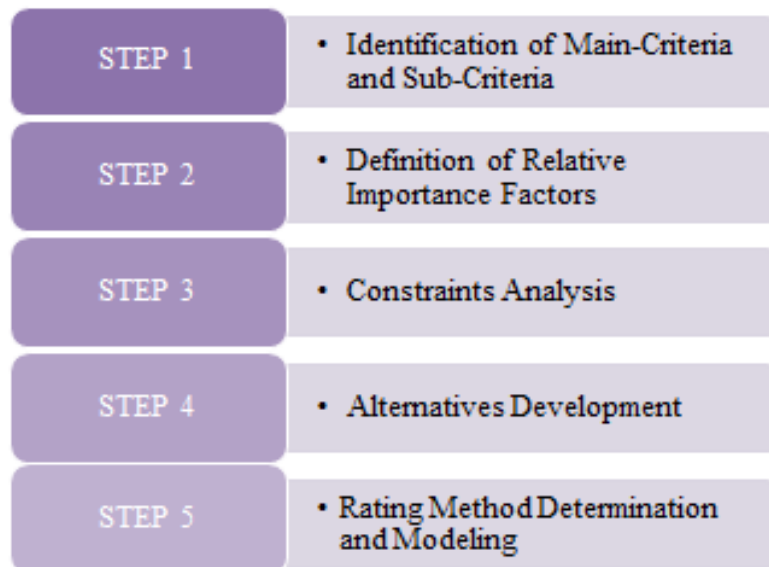 STEP 1
• Identification of Main-Criteria
and Sub-Criteria
STEP 2
• Definition of Relative
Importance Factors
STEP 3
• Constraints Analysis
STEP 4
• Alternatives Development
STEP 5
• Rating Method Determination
and Modeling